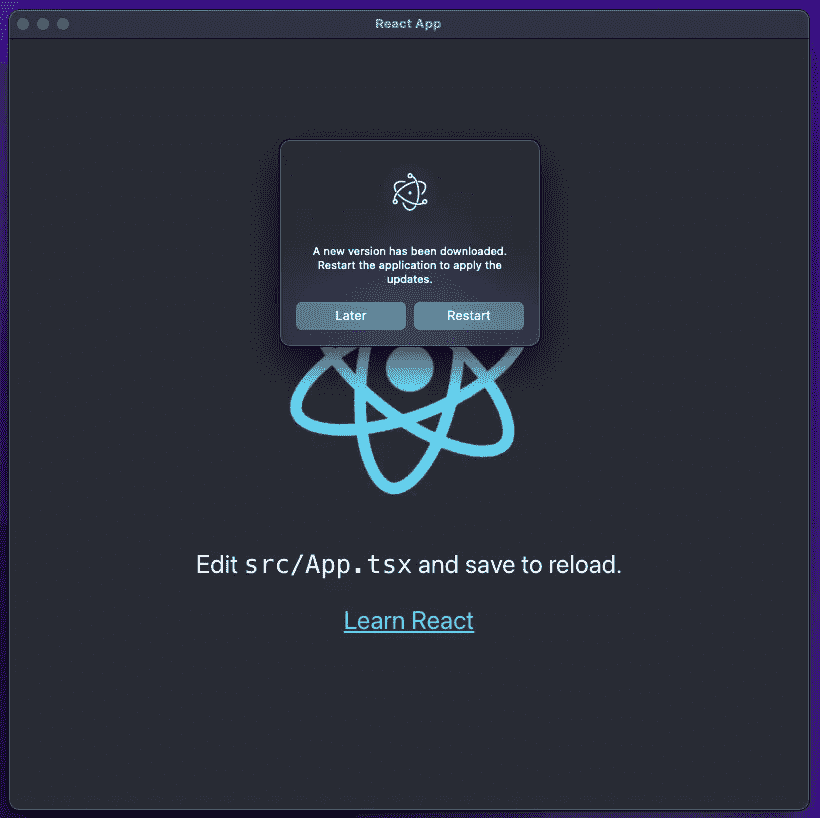 React App
A new version has been downloaded.
Restart the application to apply the
updates.
Later
Restart
Edit src/App.tsx and save to reload.
Learn React